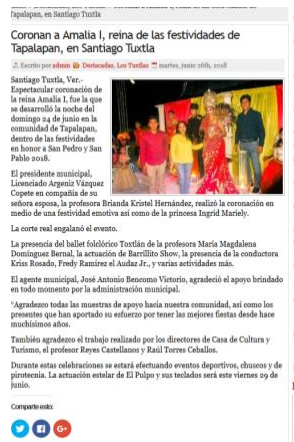 Tapalapan, en Santiago Tuxtla
Coronan a Amalia I, reina de las festividades de
Tapalapan, en Santiago Tuxtla
Escrito por admin Destacadas, Los Tuxtlas martes, junio 26th, 2018
Santiago Tuxtla, Ver.-
Espectacular coronación de
la reina Amalia I, fue la que
se desarrolló la noche del
domingo 24 de junio en la
comunidad de Tapalapan,
dentro de las festividades
en honor a San Pedro y San
Pablo 2018.
El presidente municipal,
Licenciado Argeniz Vázquez
Copete en compañía de su
señora esposa, la profesora Brianda Kristel Hernández, realizó la coronación en
medio de una festividad emotiva así como de la princesa Ingrid Mariely.
La corte real engalanó el evento.
La presencia del ballet folclórico Toxtlán de la profesora María Magdalena
Domínguez Bernal, la actuación de Barrillito Show, la presencia de la conductora
Kriss Rosado, Fredy Ramírez el Audaz Jr., y varias actividades más.
El agente municipal, José Antonio Bencomo Victorio, agradeció el apoyo brindado
en todo momento por la administración municipal.
"Agradezco todas las muestras de apoyo hacia nuestra comunidad, así como los
presentes que han aportado su esfuerzo por tener las mejores fiestas desde hace
muchísimos años.
También agradezco el trabajo realizado por los directores de Casa de Cultura y
Turismo, el profesor Reyes Castellanos y Raúl Torres Ceballos.
Durante estas celebraciones se estará efectuando eventos deportivos, chuscos y de
pirotecnia. La actuación estelar de El Pulpo y sus teclados será este viernes 29 de
junio.
Comparte esto:
G+